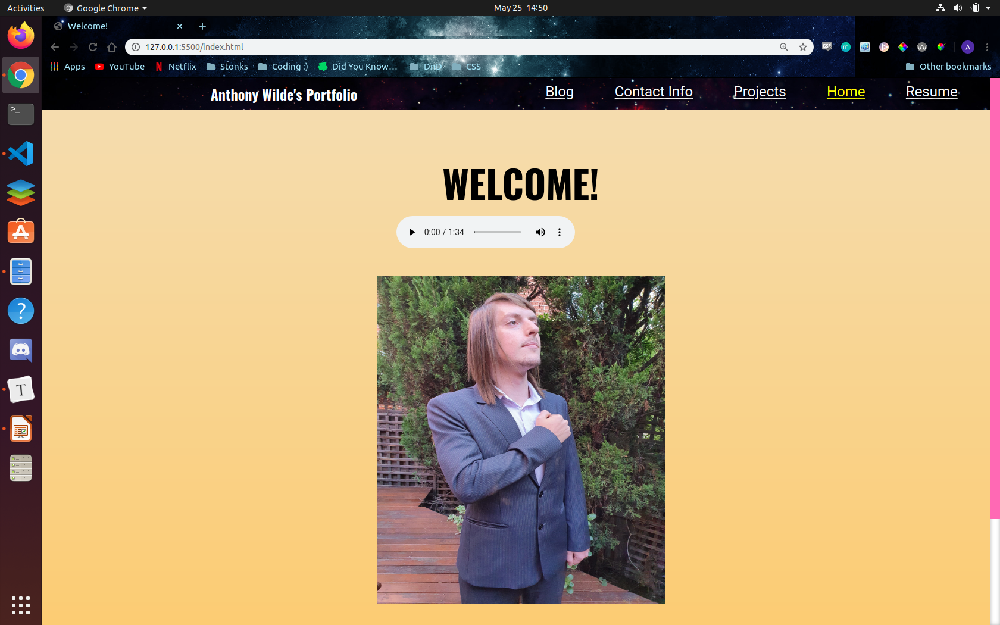 Activities Google Chrome May 25 14:50
Welcome!
127.0.0.1:5500/index.html
Apps YouTube Netflix Stonks Coding :) Did You Know... DnD CSS Other bookmarks
Anthony Wilde's Portfolio Blog Contact Info Projects Home Resume
WELCOME!
0:00 / 1:34